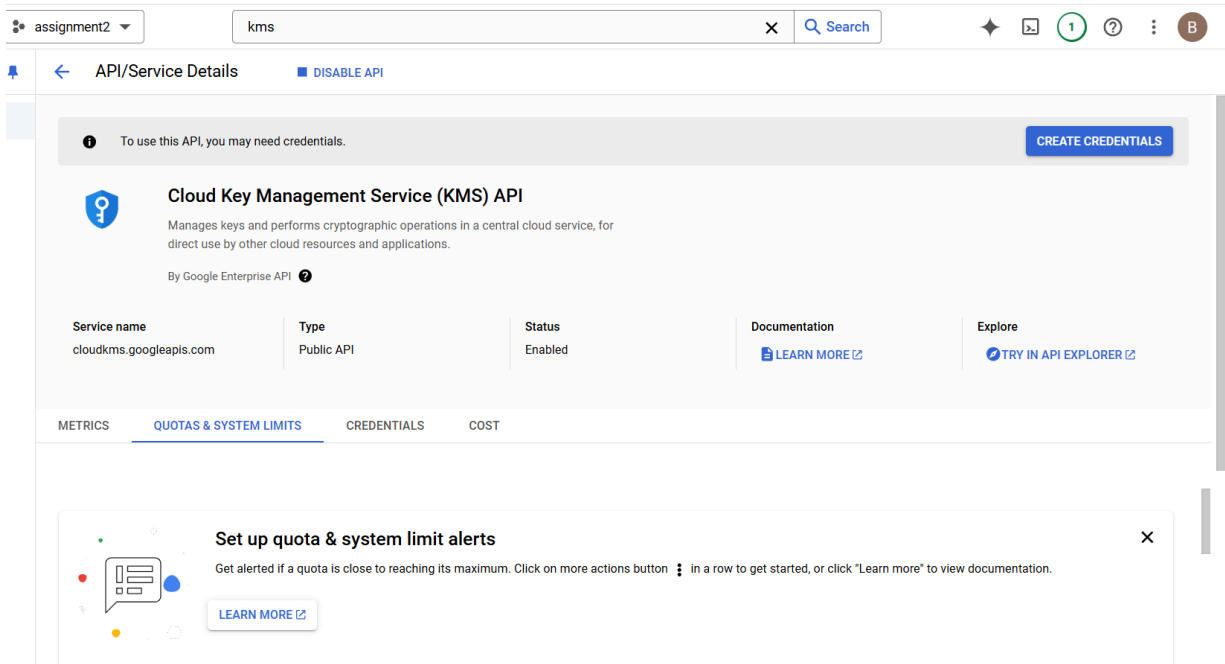 assignment2
kms
Search
1
B
API/Service Details
DISABLE API
To use this API, you may need credentials.
CREATE CREDENTIALS
Cloud Key Management Service (KMS) API
Manages keys and performs cryptographic operations in a central cloud service, for
direct use by other cloud resources and applications.
By Google Enterprise API
Service name
cloudkms.googleapis.com
Type
Public API
Status
Enabled
Documentation
LEARN MORE
Explore
TRY IN API EXPLORER
METRICS
QUOTAS & SYSTEM LIMITS
CREDENTIALS
COST
Set up quota & system limit alerts
Get alerted if a quota is close to reaching its maximum. Click on more actions button in a row to get started, or click "Learn more" to view documentation.
LEARN MORE